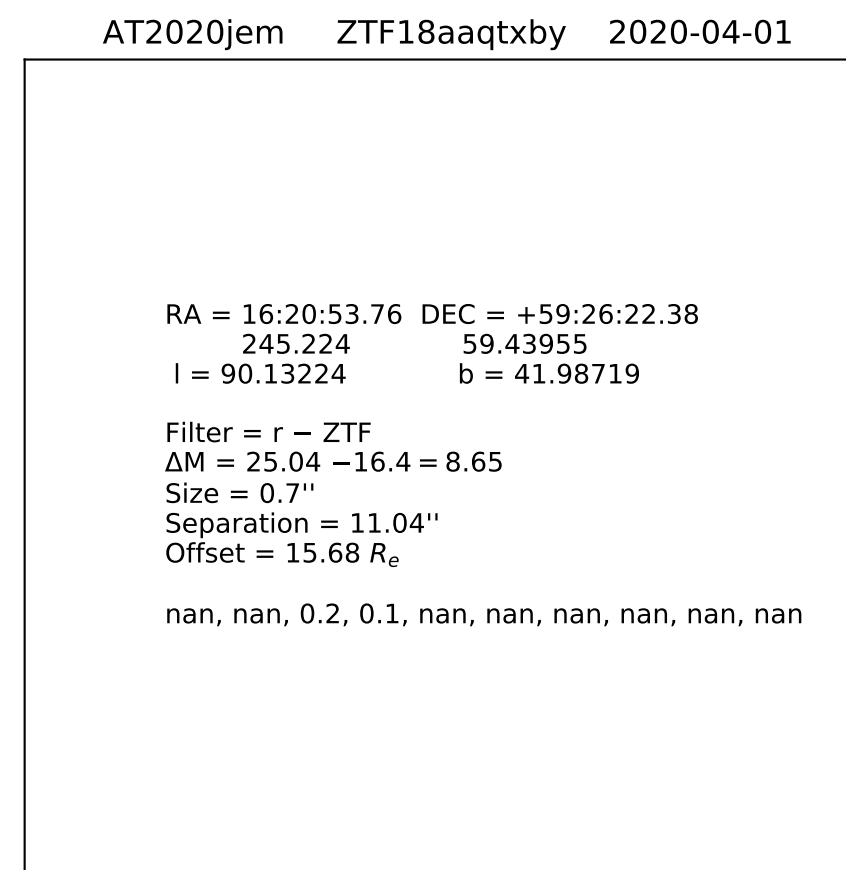 AT2020jem ZTF18aaqtxby 2020-04-01
RA = 16:20:53.76 DEC = +59:26:22.38
245.224 59.43955
l = 90.13224 b = 41.98719
Filter = r − ZTF
ΔM = 25.04 −16.4 = 8.65
Size = 0.7''
Separation = 11.04''
Offset = 15.68 Re
nan, nan, 0.2, 0.1, nan, nan, nan, nan, nan, nan